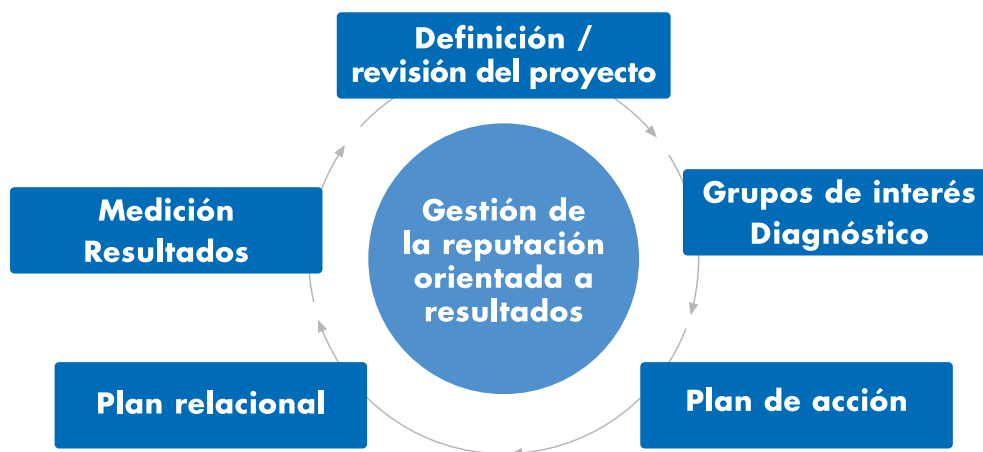 Definición /
revisión del proyecto
Grupos de interés
Diagnóstico
Plan de acción
Plan relacional
Medición
Resultados
Gestión de
la reputación
orientada a
resultados